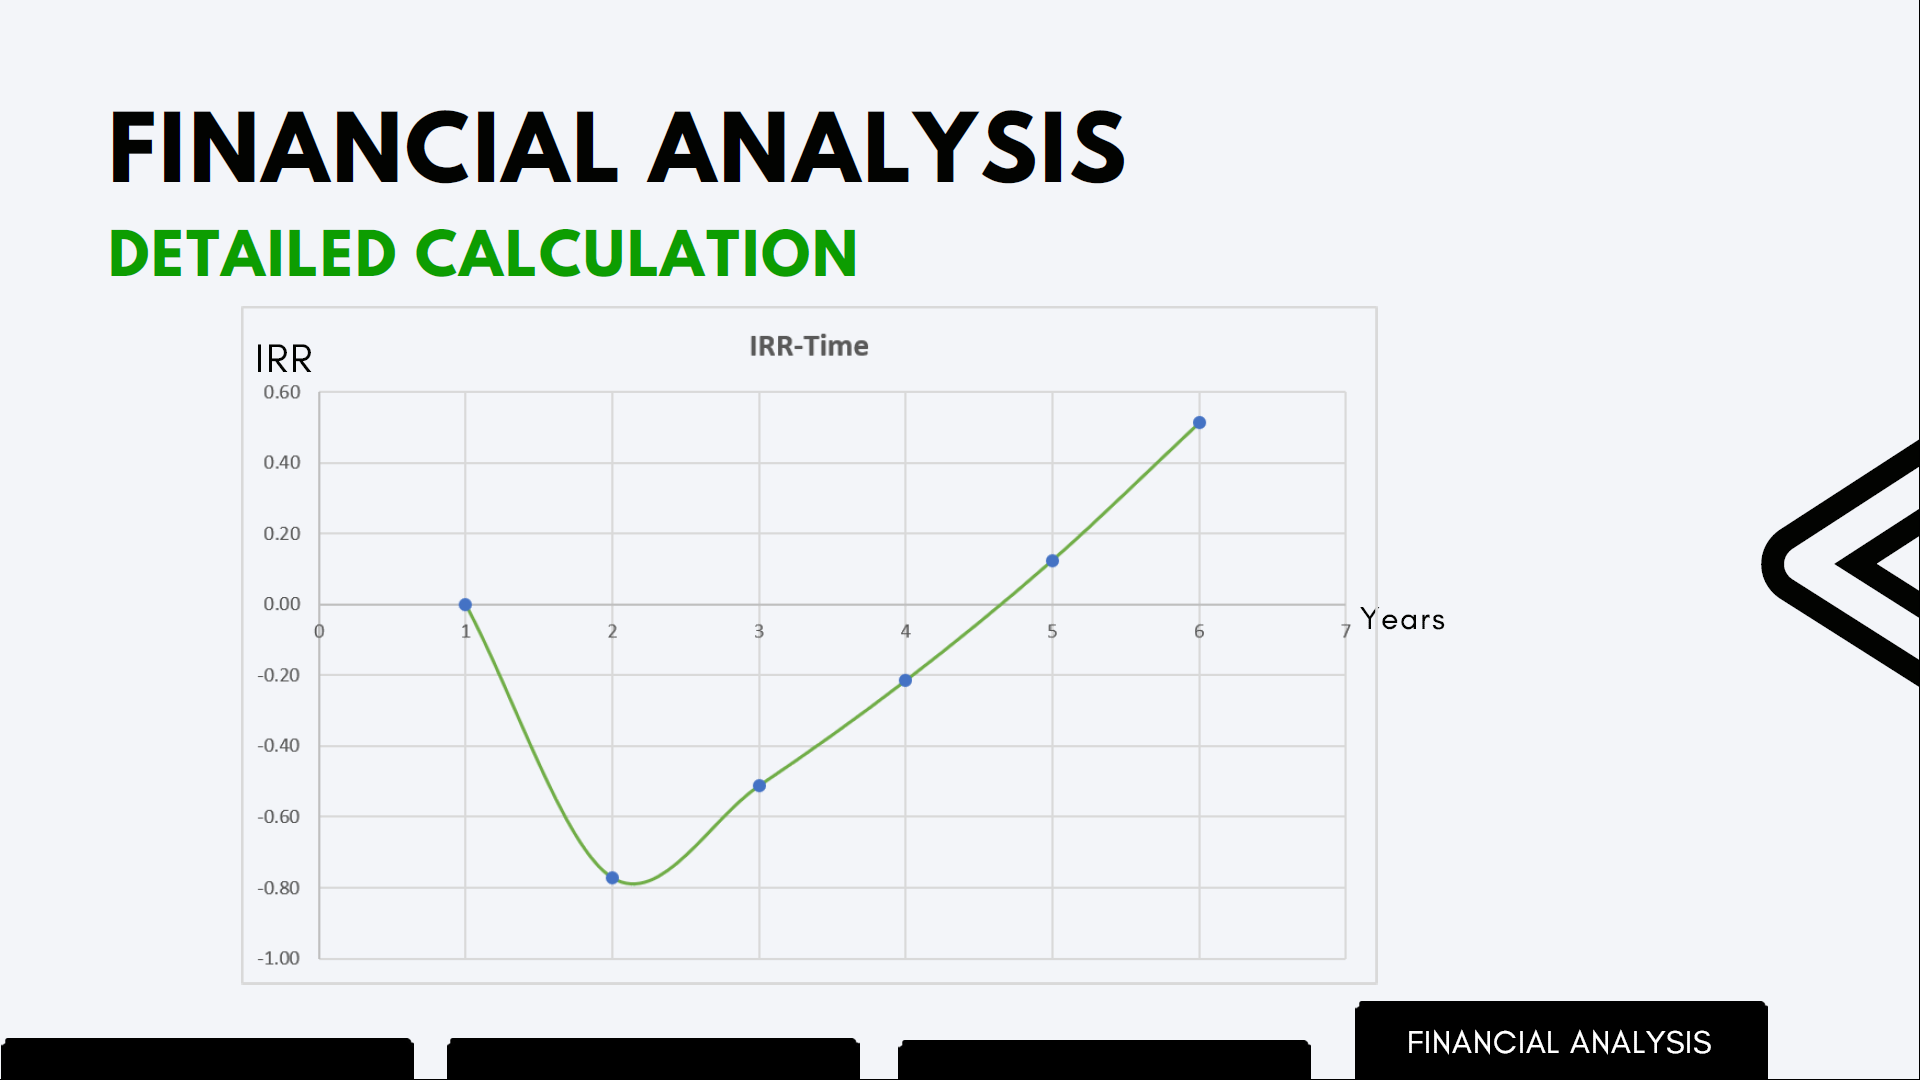 FINANCIAL ANALYSIS
DETAILED CALCULATION
IRR-Time
IRR
0.60
0.40
0.20
0.00
0 1 2 3 4 5 6 7 Years
-0.20
-0.40
-0.60
-0.80
-1.00
FINANCIAL ANALYSIS